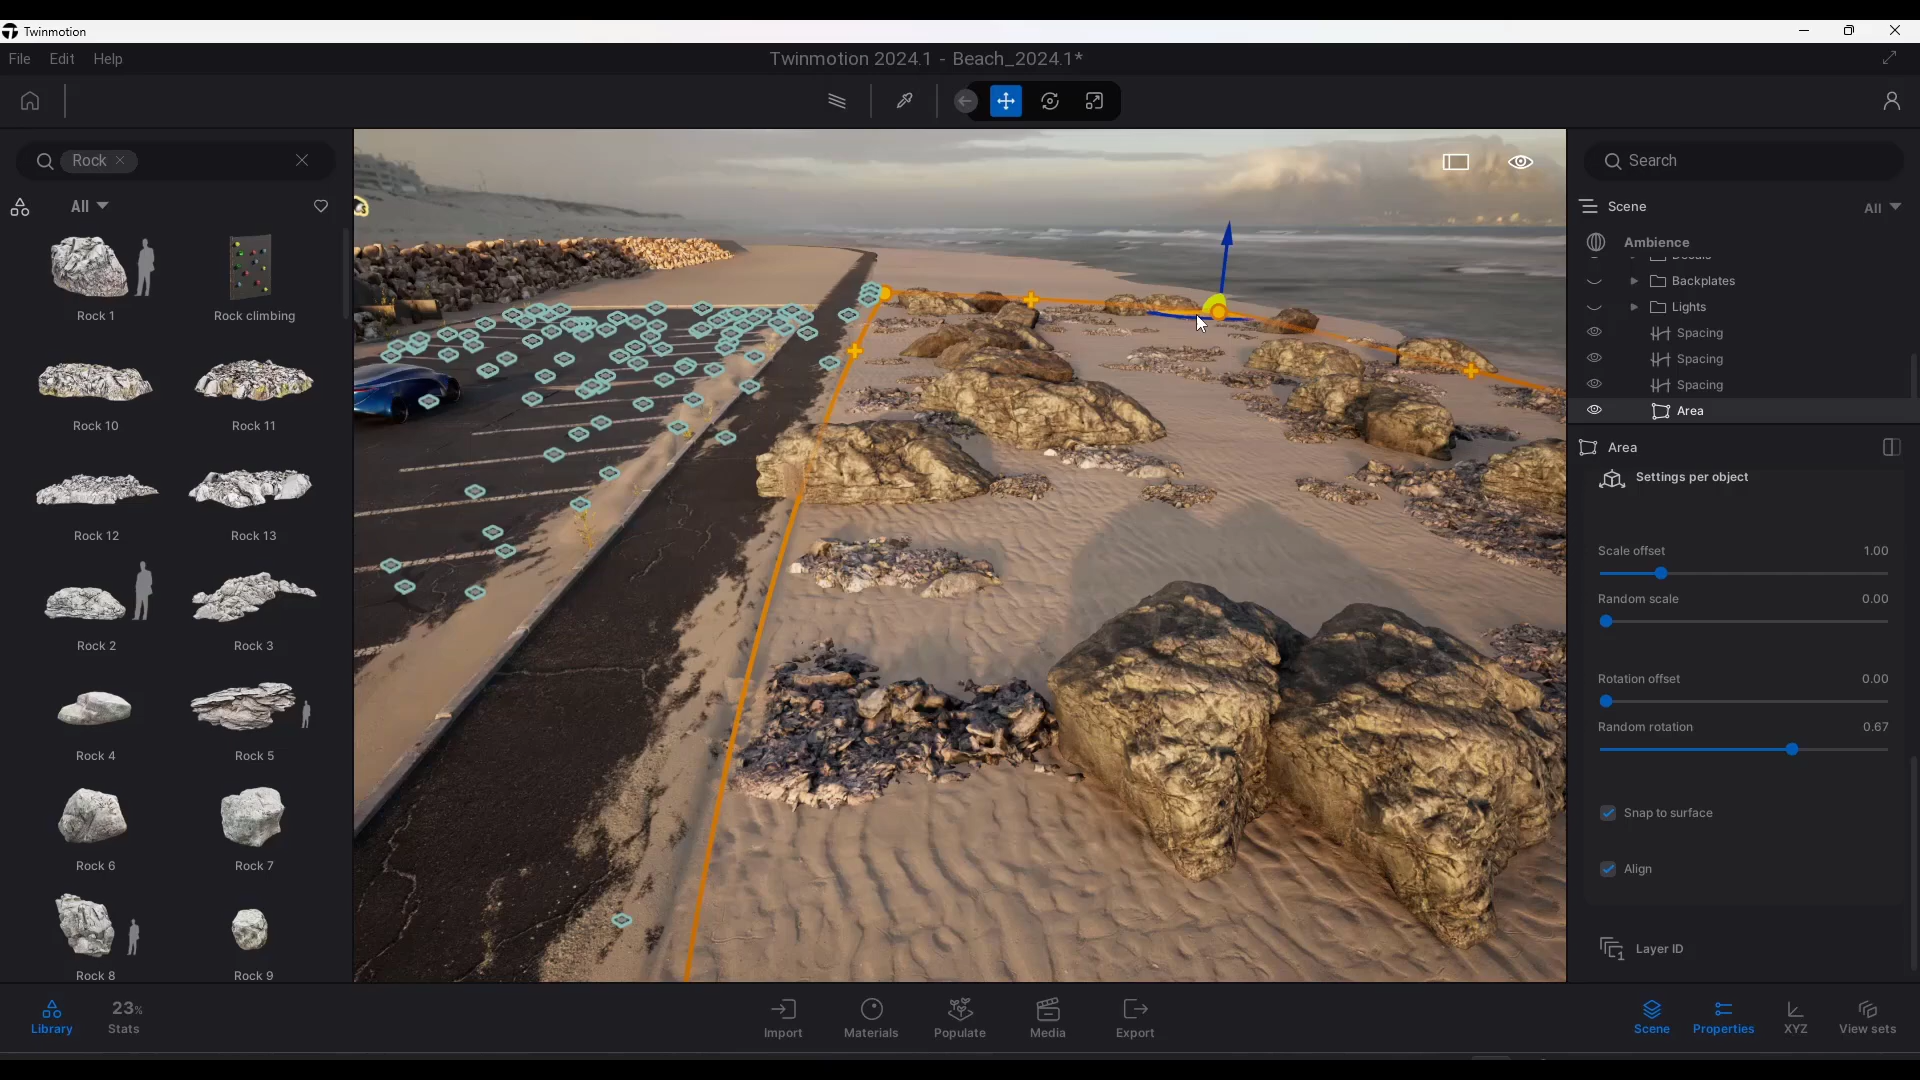 Twinmotion
File Edit Help
Twinmotion 2024.1 - Beach_2024.1*
Rock
All
Rock 1
Rock climbing
Rock 10
Rock 11
Rock 12
Rock 13
Rock 2
Rock 3
Rock 4
Rock 5
Rock 6
Rock 7
Rock 8
Rock 9
Search
Scene All
Ambience
Decals
Backplates
Lights
Spacing
Spacing
Spacing
Area
Area
Settings per object
Scale offset 1.00
Random scale 0.00
Rotation offset 0.00
Random rotation 0.67
Snap to surface
Align
1 Layer ID
Library
23%
Stats
Import
Materials
Populate
Media
Export
Scene
Properties
XYZ
View sets